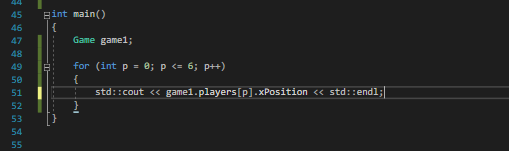 44
45 int main()
46 {
47 Game game1;
48
49 for (int p = 0; p <= 6; p++)
50 {
51 std::cout << game1.players[p].xPosition << std::endl;
52 }
53 }
54
55